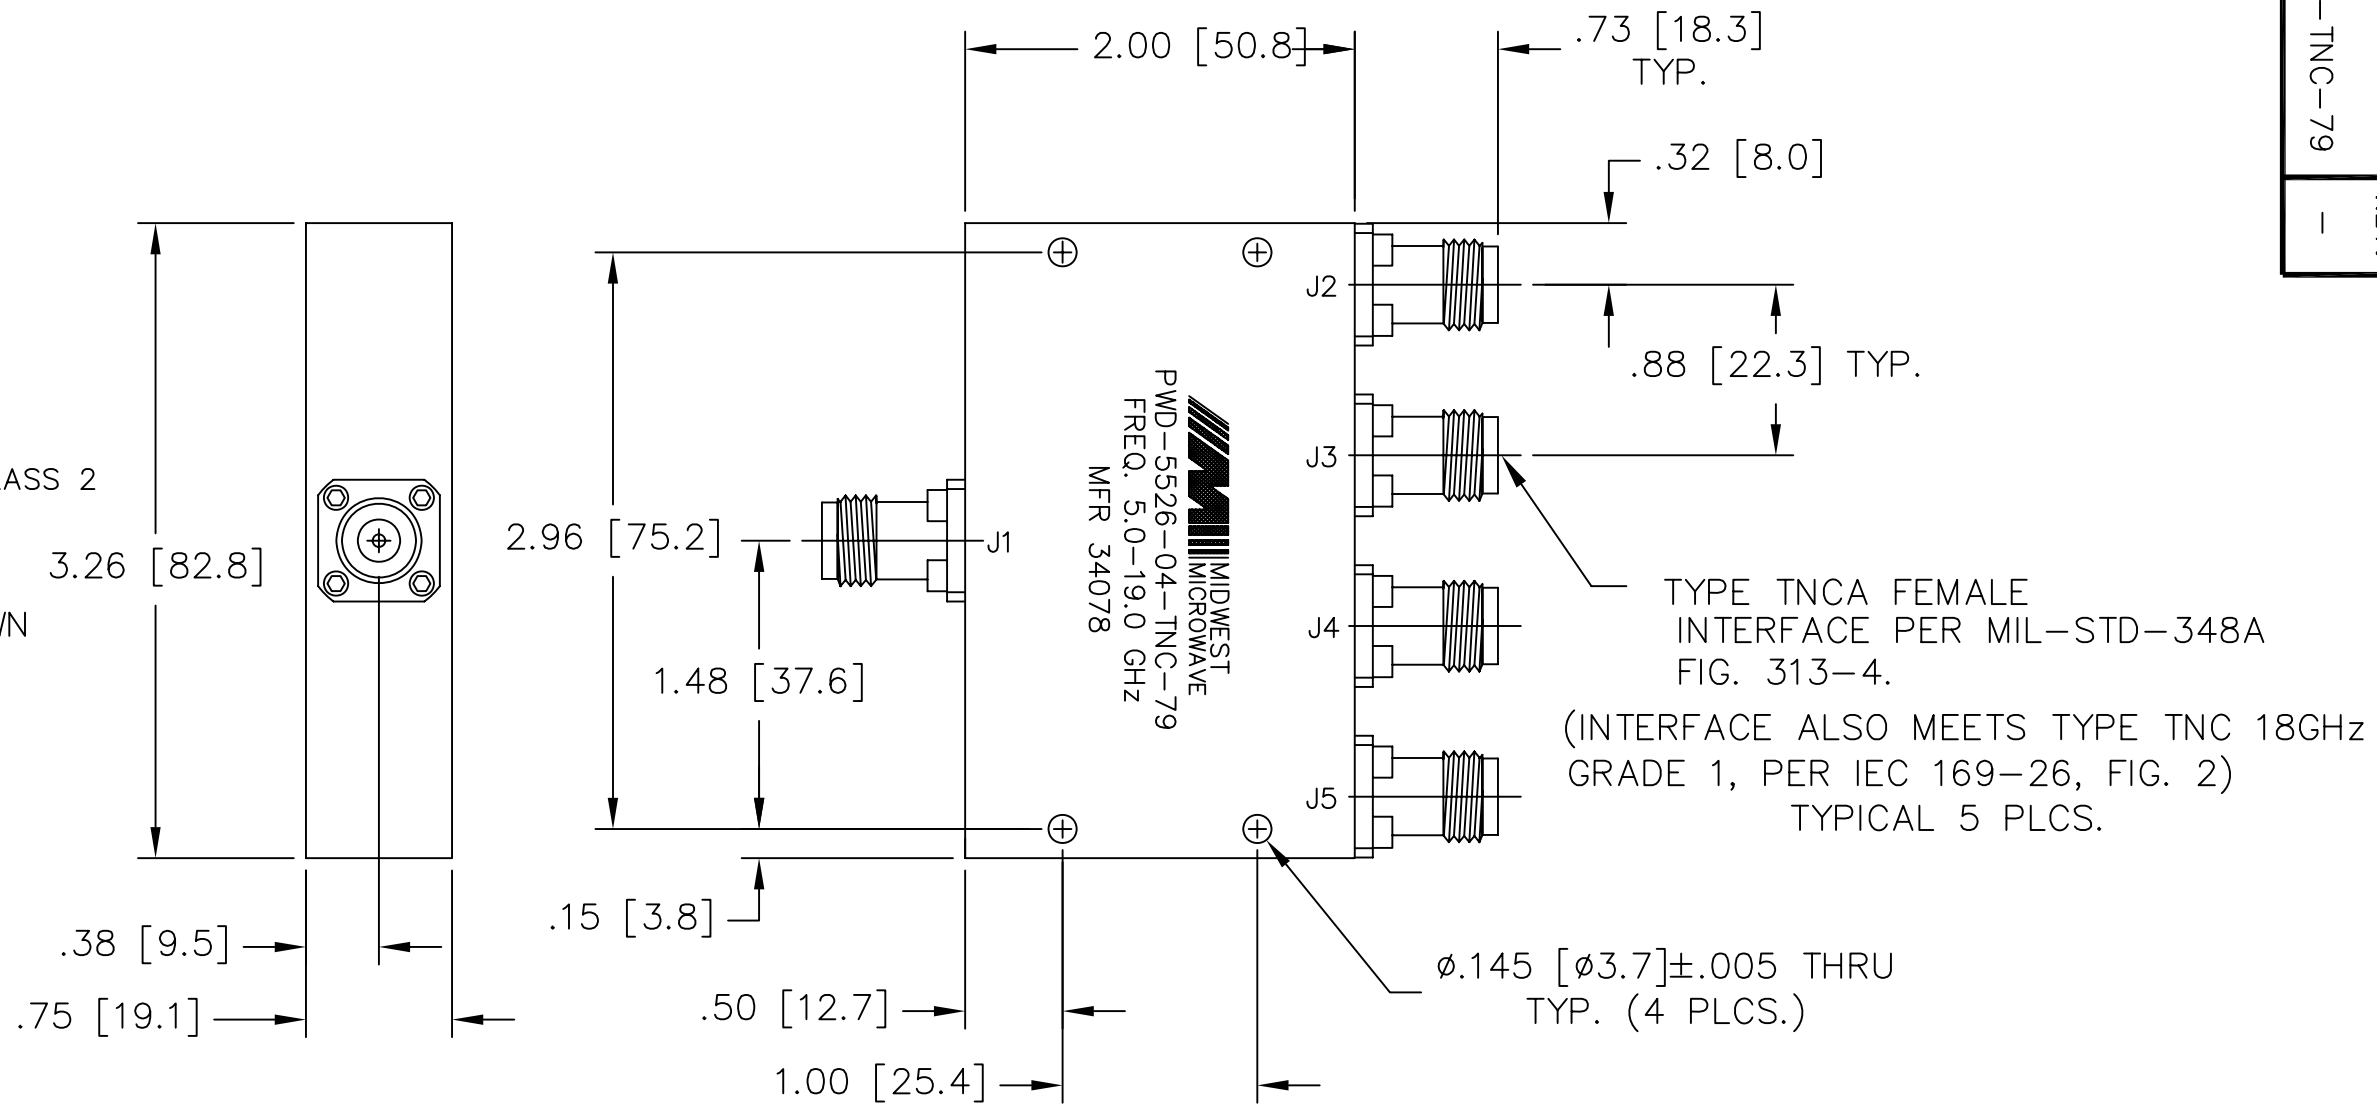 2.00 [50.8]
.73 [18.3]
TYP.
.32 [8.0]
-TNC-79
-
J2
.88 [22.3] TYP.
J3
CLASS 2
3.26 [82.8]
2.96 [75.2]
J1
1.48 [37.6]
MIDWEST
MICROWAVE
PWD-5526-04-TNC-79
FREQ. 5.0-19.0 GHz
MFR 34078
J4
TYPE TNCA FEMALE
INTERFACE PER MIL-STD-348A
FIG. 313-4.
(INTERFACE ALSO MEETS TYPE TNC 18GHz
GRADE 1, PER IEC 169-26, FIG. 2)
TYPICAL 5 PLCS.
J5
.15 [3.8]
.38 [9.5]
.75 [19.1]
.50 [12.7]
1.00 [25.4]
ø.145 [ø3.7]±.005 THRU
TYP. (4 PLCS.)